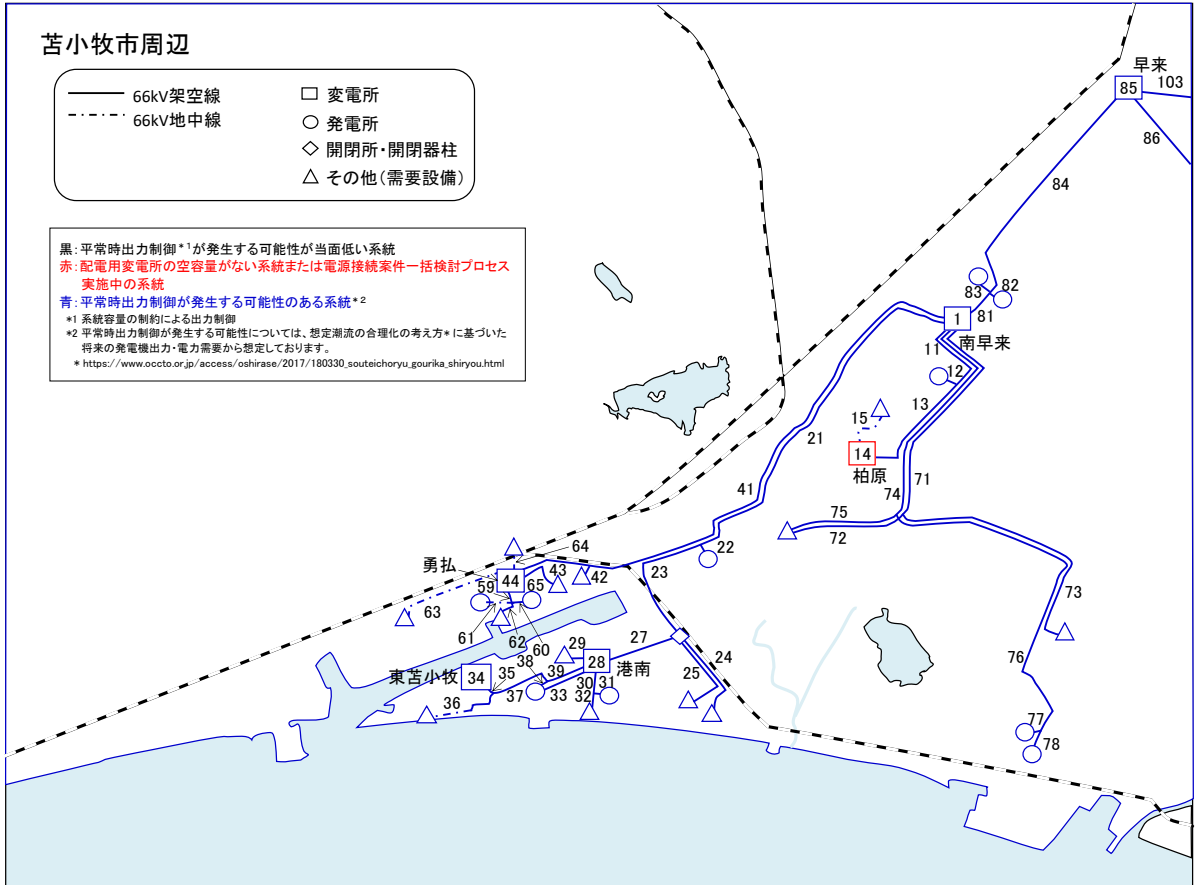 苫小牧市周辺
66kV架空線
66kV地中線
変電所
発電所
開閉所・開閉器柱
その他(需要設備)
黒:平常時出力制御*1が発生する可能性が当面低い系統
赤:配電用変電所の空容量がない系統または電源接続案件一括検討プロセス
実施中の系統
青:平常時出力制御が発生する可能性のある系統*2
*1 系統容量の制約による出力制御
*2 平常時出力制御が発生する可能性については、想定潮流の合理化の考え方* に基づいた
将来の発電機出力・電力需要から想定しております。
* https://www.occto.or.jp/access/oshirase/2017/180330_souteichoryu_gourika_shiryou.html
早来
85
103
86
84
83
82
81
1
南早来
11
12
13
15
14
柏原
21
41
71
74
75
72
22
73
76
77
78
64
勇払
44
43
42
23
59
65
63
61
62
60
27
29
28
港南
38
39
24
25
東苫小牧
34
35
30
31
32
33
37
36